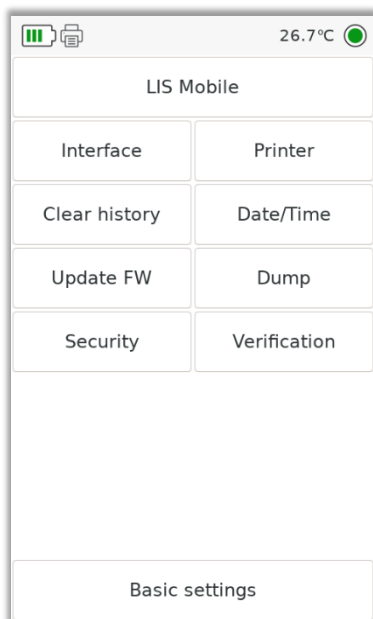 26.7°C
LIS Mobile
Interface Printer
Clear history Date/Time
Update FW Dump
Security Verification
Basic settings